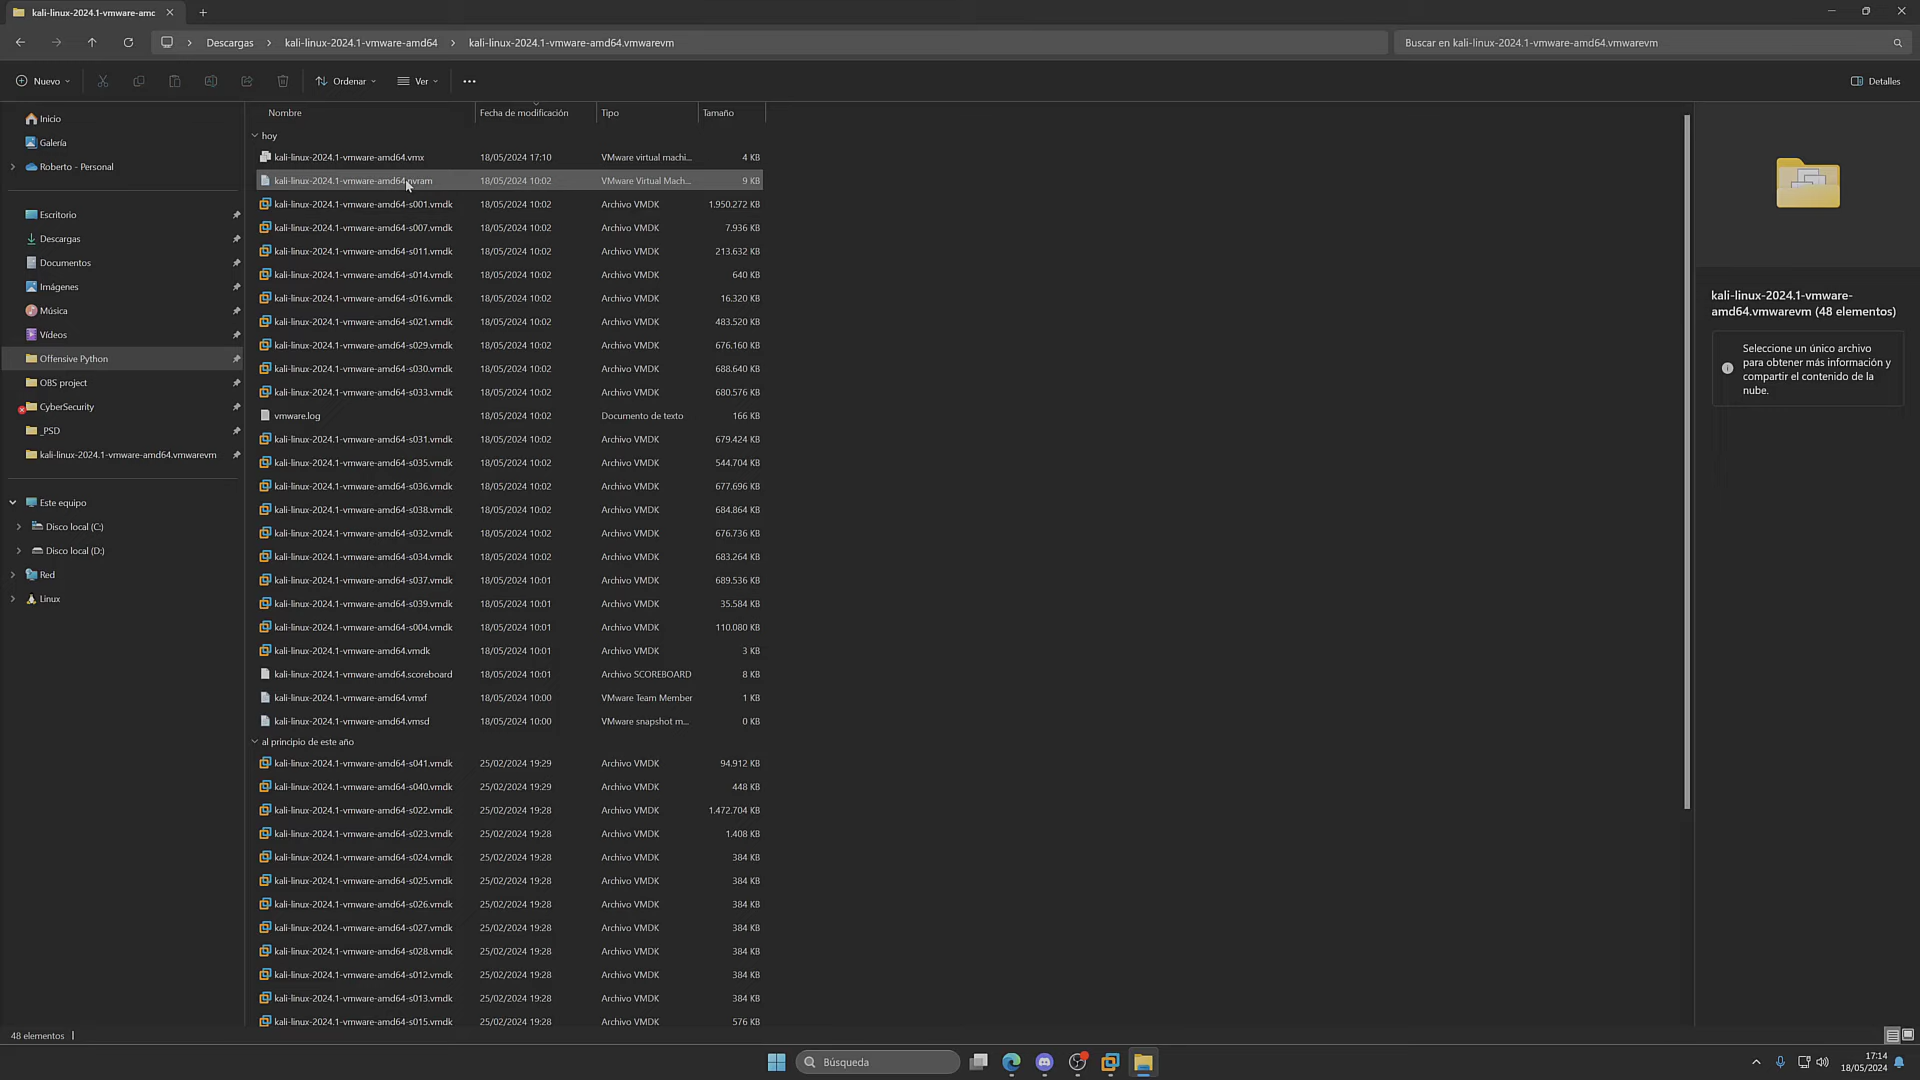 kali-linux-2024.1-vmware-amc
Descargas
kali-linux-2024.1-vmware-amd64
kali-linux-2024.1-vmware-amd64.vmwarevm
Buscar en kali-linux-2024.1-vmware-amd64.vmwarevm
Nuevo
Ordenar
Ver
Detalles
Inicio
Galería
Roberto - Personal
Escritorio
Descargas
Documentos
Imágenes
Música
Vídeos
Offensive Python
OBS project
CyberSecurity
_PSD
kali-linux-2024.1-vmware-amd64.vmwarevm
Este equipo
Disco local (C:)
Disco local (D:)
Red
Linux
Nombre Fecha de modificación Tipo Tamaño
hoy
kali-linux-2024.1-vmware-amd64.vmx 18/05/2024 17:10 VMware virtual machi... 4 KB
kali-linux-2024.1-vmware-amd64.nvram 18/05/2024 10:02 VMware Virtual Mach... 9 KB
kali-linux-2024.1-vmware-amd64-s001.vmdk 18/05/2024 10:02 Archivo VMDK 1.950.272 KB
kali-linux-2024.1-vmware-amd64-s007.vmdk 18/05/2024 10:02 Archivo VMDK 7.936 KB
kali-linux-2024.1-vmware-amd64-s011.vmdk 18/05/2024 10:02 Archivo VMDK 213.632 KB
kali-linux-2024.1-vmware-amd64-s014.vmdk 18/05/2024 10:02 Archivo VMDK 640 KB
kali-linux-2024.1-vmware-amd64-s016.vmdk 18/05/2024 10:02 Archivo VMDK 16.320 KB
kali-linux-2024.1-vmware-amd64-s021.vmdk 18/05/2024 10:02 Archivo VMDK 483.520 KB
kali-linux-2024.1-vmware-amd64-s029.vmdk 18/05/2024 10:02 Archivo VMDK 676.160 KB
kali-linux-2024.1-vmware-amd64-s030.vmdk 18/05/2024 10:02 Archivo VMDK 688.640 KB
kali-linux-2024.1-vmware-amd64-s033.vmdk 18/05/2024 10:02 Archivo VMDK 680.576 KB
vmware.log 18/05/2024 10:02 Documento de texto 166 KB
kali-linux-2024.1-vmware-amd64-s031.vmdk 18/05/2024 10:02 Archivo VMDK 679.424 KB
kali-linux-2024.1-vmware-amd64-s035.vmdk 18/05/2024 10:02 Archivo VMDK 544.704 KB
kali-linux-2024.1-vmware-amd64-s036.vmdk 18/05/2024 10:02 Archivo VMDK 677.696 KB
kali-linux-2024.1-vmware-amd64-s038.vmdk 18/05/2024 10:02 Archivo VMDK 684.864 KB
kali-linux-2024.1-vmware-amd64-s032.vmdk 18/05/2024 10:02 Archivo VMDK 676.736 KB
kali-linux-2024.1-vmware-amd64-s034.vmdk 18/05/2024 10:02 Archivo VMDK 683.264 KB
kali-linux-2024.1-vmware-amd64-s037.vmdk 18/05/2024 10:01 Archivo VMDK 689.536 KB
kali-linux-2024.1-vmware-amd64-s039.vmdk 18/05/2024 10:01 Archivo VMDK 35.584 KB
kali-linux-2024.1-vmware-amd64-s004.vmdk 18/05/2024 10:01 Archivo VMDK 110.080 KB
kali-linux-2024.1-vmware-amd64.vmdk 18/05/2024 10:01 Archivo VMDK 3 KB
kali-linux-2024.1-vmware-amd64.scoreboard 18/05/2024 10:01 Archivo SCOREBOARD 8 KB
kali-linux-2024.1-vmware-amd64.vmxf 18/05/2024 10:00 VMware Team Member 1 KB
kali-linux-2024.1-vmware-amd64.vmsd 18/05/2024 10:00 VMware snapshot m... 0 KB
al principio de este año
kali-linux-2024.1-vmware-amd64-s041.vmdk 25/02/2024 19:29 Archivo VMDK 94.912 KB
kali-linux-2024.1-vmware-amd64-s040.vmdk 25/02/2024 19:29 Archivo VMDK 448 KB
kali-linux-2024.1-vmware-amd64-s022.vmdk 25/02/2024 19:28 Archivo VMDK 1.472.704 KB
kali-linux-2024.1-vmware-amd64-s023.vmdk 25/02/2024 19:28 Archivo VMDK 1.408 KB
kali-linux-2024.1-vmware-amd64-s024.vmdk 25/02/2024 19:28 Archivo VMDK 384 KB
kali-linux-2024.1-vmware-amd64-s025.vmdk 25/02/2024 19:28 Archivo VMDK 384 KB
kali-linux-2024.1-vmware-amd64-s026.vmdk 25/02/2024 19:28 Archivo VMDK 384 KB
kali-linux-2024.1-vmware-amd64-s027.vmdk 25/02/2024 19:28 Archivo VMDK 384 KB
kali-linux-2024.1-vmware-amd64-s028.vmdk 25/02/2024 19:28 Archivo VMDK 384 KB
kali-linux-2024.1-vmware-amd64-s012.vmdk 25/02/2024 19:28 Archivo VMDK 384 KB
kali-linux-2024.1-vmware-amd64-s013.vmdk 25/02/2024 19:28 Archivo VMDK 384 KB
kali-linux-2024.1-vmware-amd64-s015.vmdk 25/02/2024 19:28 Archivo VMDK 576 KB
kali-linux-2024.1-vmware-
amd64.vmwarevm (48 elementos)
Seleccione un único archivo
para obtener más información y
compartir el contenido de la
nube.
48 elementos
Búsqueda
17:14
18/05/2024